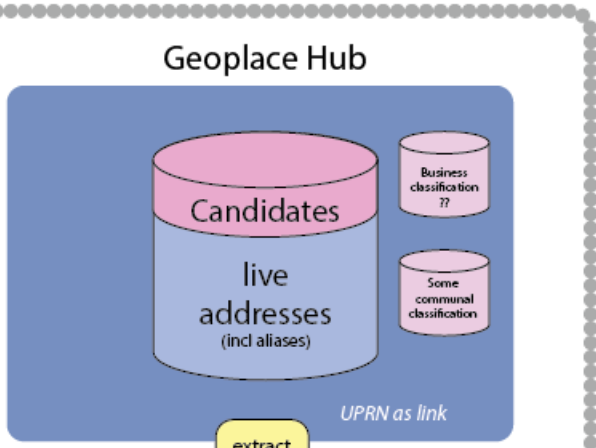 Geoplace Hub
Candidates
live
addresses
(incl aliases)
Business
classification
??
Some
communal
classification
UPRN as link
extract